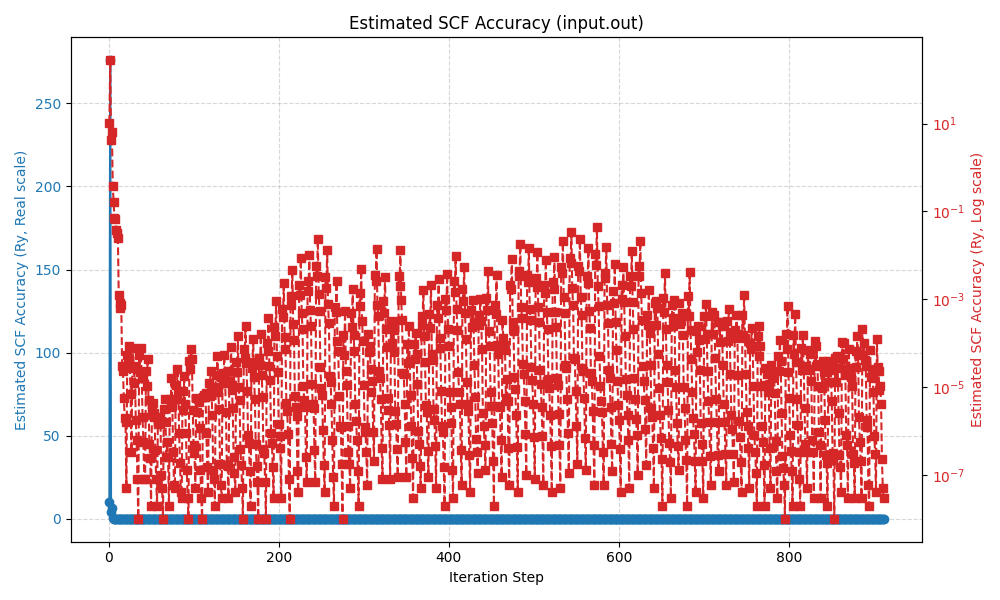 Estimated SCF Accuracy (input.out)
Estimated SCF Accuracy (Ry, Real scale)
250
200
150
100
50
0
10¹
10⁻¹
10⁻³
10⁻⁵
10⁻⁷
Estimated SCF Accuracy (Ry, Log scale)
0 200 400 600 800
Iteration Step